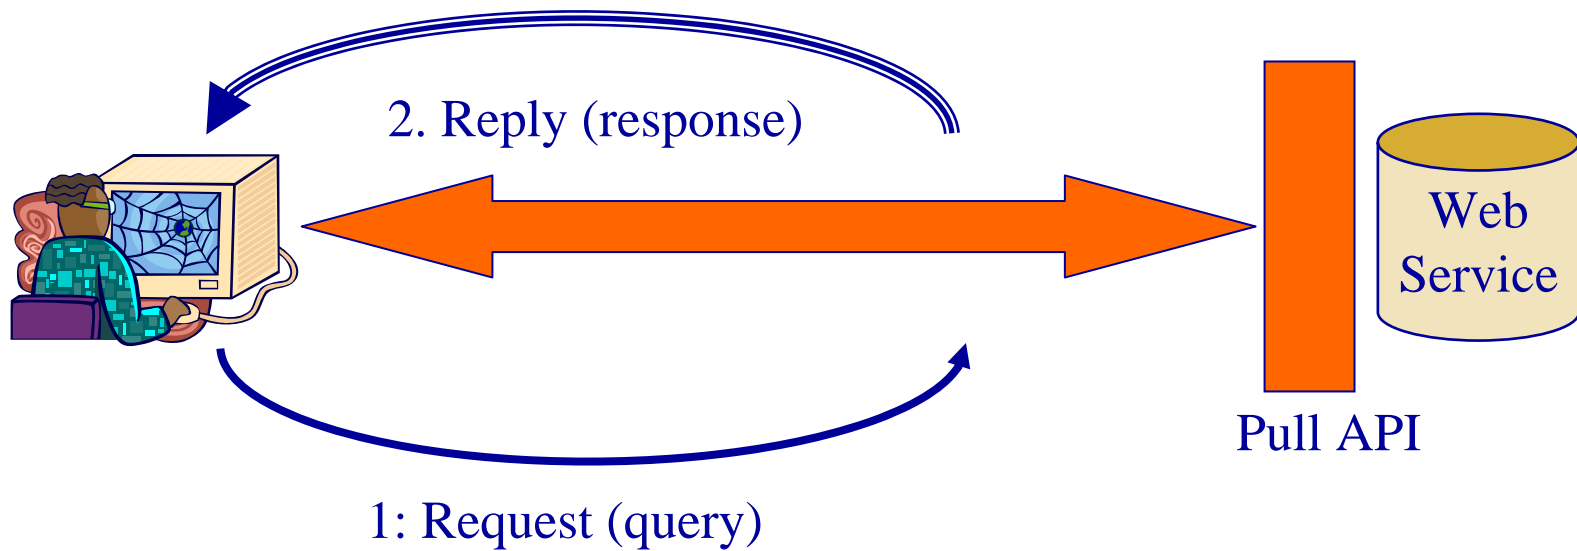 2. Reply (response)
Web
Service
Pull API
1: Request (query)